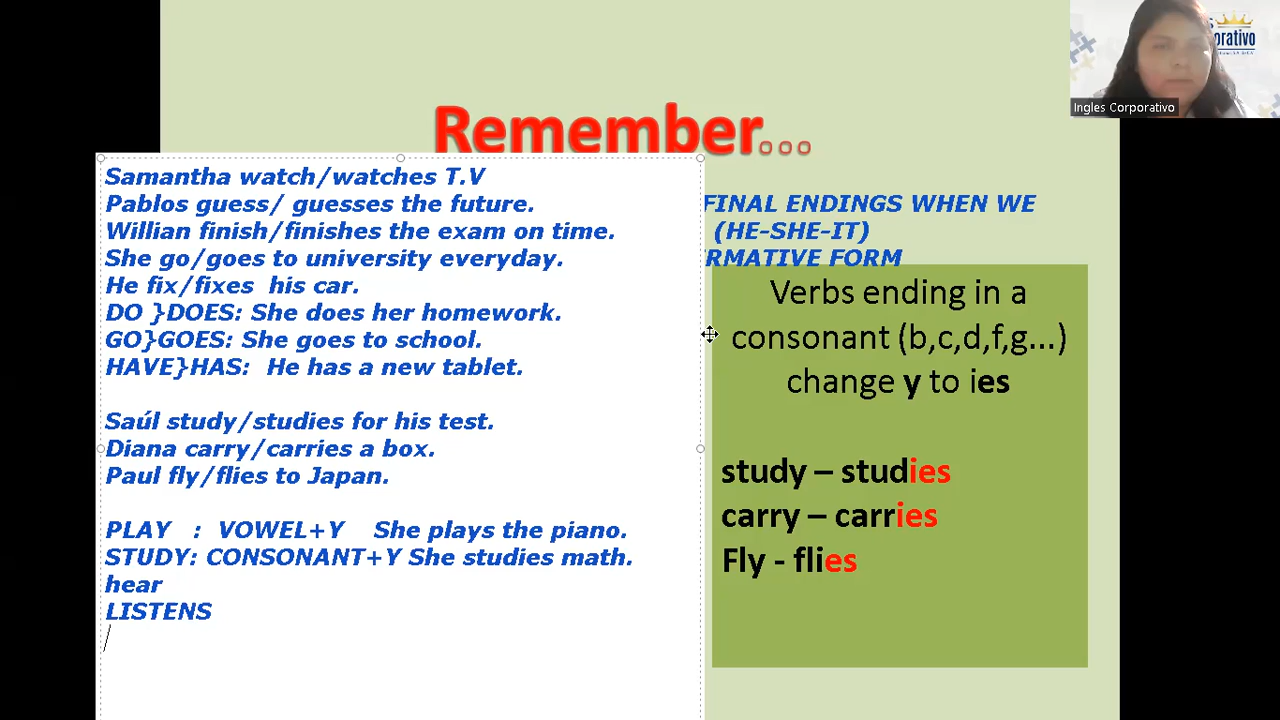 Remember...
Samantha watch/watches T.V
Pablos guess/ guesses the future.
Willian finish/finishes the exam on time.
She go/goes to university everyday.
He fix/fixes his car.
DO }DOES: She does her homework.
GO}GOES: She goes to school.
HAVE}HAS: He has a new tablet.
Saúl study/studies for his test.
Diana carry/carries a box.
Paul fly/flies to Japan.
PLAY : VOWEL+Y She plays the piano.
STUDY: CONSONANT+Y She studies math.
hear
LISTENS
FINAL ENDINGS WHEN WE
(HE-SHE-IT)
RMATIVE FORM
Verbs ending in a
consonant (b,c,d,f,g...)
change y to ies
study – studies
carry – carries
Fly - flies
Ingles Corporativo